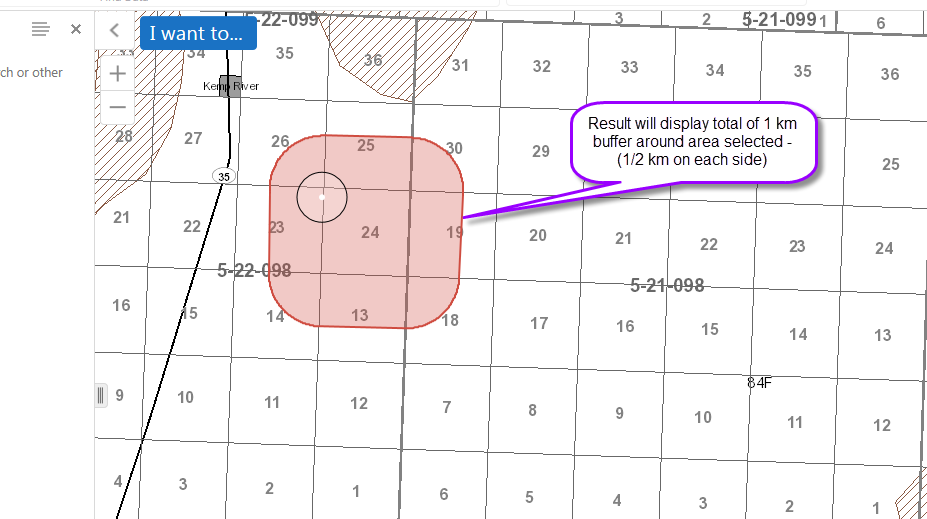 5-22-099
3 2 5-21-099 1 6
I want to...
34 35 36 31 32 33 34 35 36
ch or other
Kemp River
Result will display total of 1 km
buffer around area selected -
(1/2 km on each side)
28 27 26 25 30 29 25
35
21 22 23 24 19 20 21 22 23 24
5-22-098
5-21-098
16 15 14 13 18 17 16 15 14 13
84F
9 10 11 12 7 8 9 10 11 12
4 3 2 1 6 5 4 3 2 1